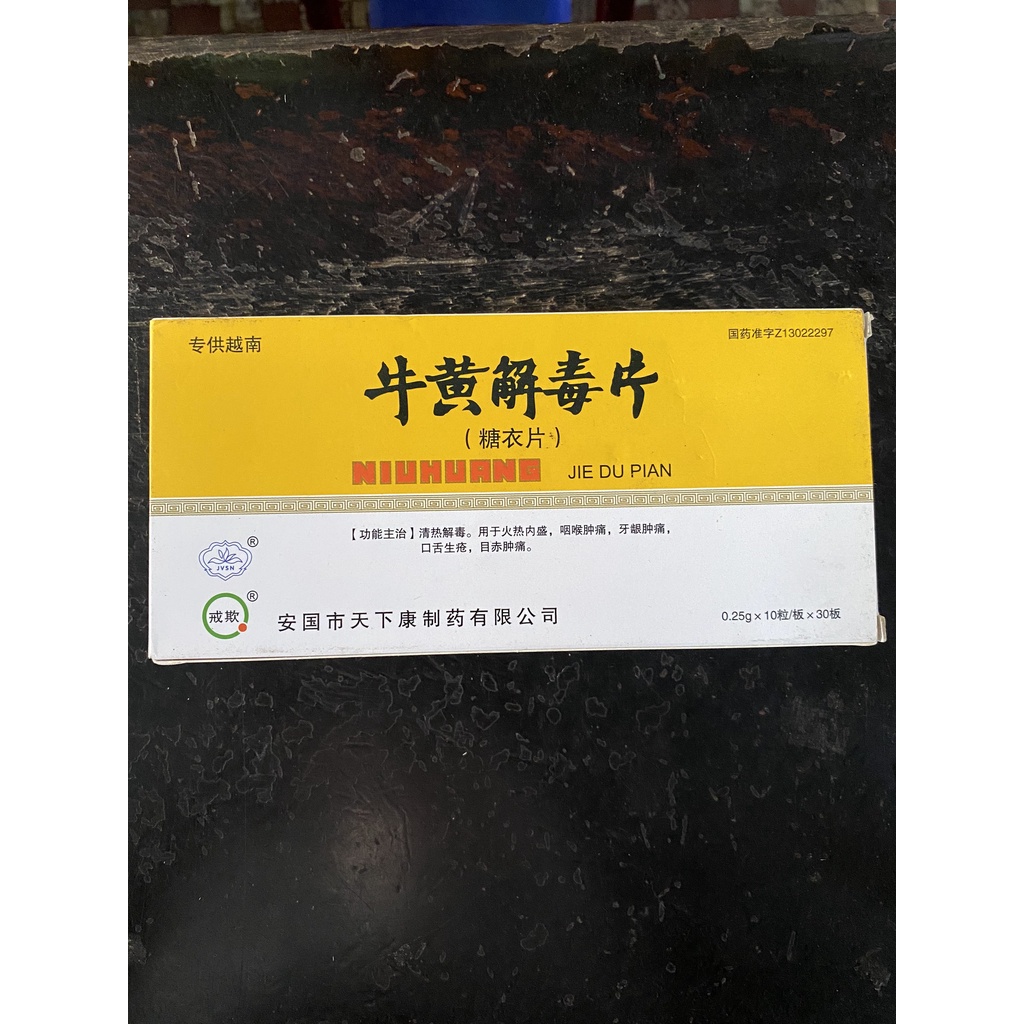 专供越南
国药准字Z13022297
牛黄解毒片
（糖衣片）
NIUHUANG JIE DU PIAN
【功能主治】清热解毒。用于火热内盛，咽喉肿痛，牙龈肿痛，
口舌生疮，目赤肿痛。
JVSN ®
戒欺 ®
安国市天下康制药有限公司
0.25g×10粒/板×30板